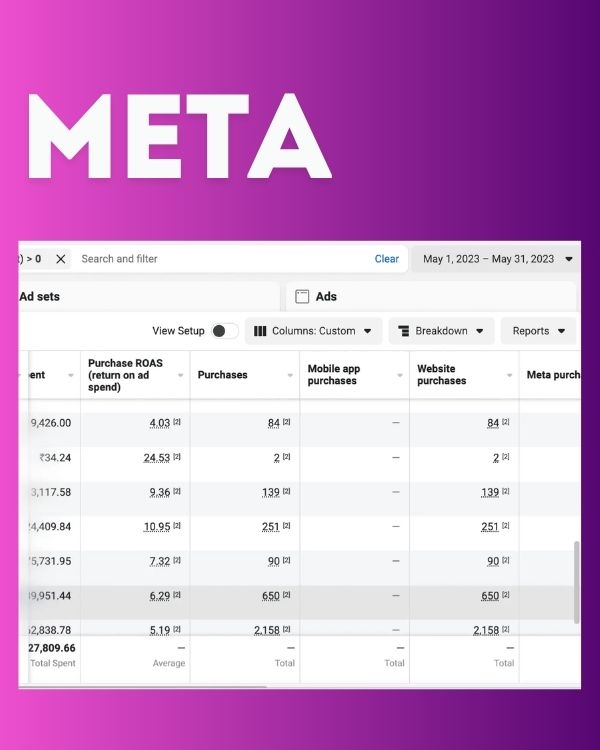 META
t) > 0 × Search and filter Clear May 1, 2023 – May 31, 2023
Ad sets Ads
View Setup Columns: Custom Breakdown Reports
ent Purchase ROAS (return on ad spend) Purchases Mobile app purchases Website purchases Meta purch
9,426.00 4.03 [2] 84 [2] — 84 [2]
₹34.24 24.53 [2] 2 [2] — 2 [2]
3,117.58 9.36 [2] 139 [2] — 139 [2]
24,409.84 10.95 [2] 251 [2] — 251 [2]
75,731.95 7.32 [2] 90 [2] — 90 [2]
9,951.44 6.29 [2] 650 [2] — 650 [2]
52,838.78 5.19 [2] 2,158 [2] — 2,158 [2]
27,809.66 — — — —
Total Spent Average Total Total Total